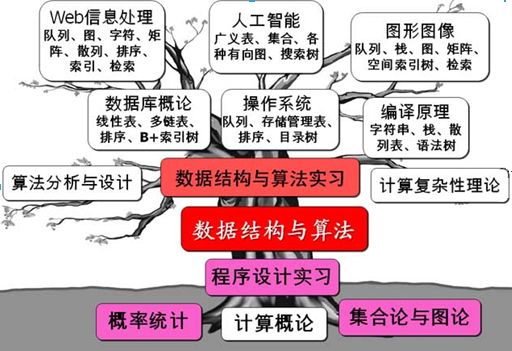 Web信息处理
队列、图、字符、矩
阵、散列、排序、
索引、检索
人工智能
广义表、集合、各
种有向图、搜索树
图形图像
队列、栈、图、矩阵、
空间索引树、检索
数据库概论
线性表、多链表、
排序、B+索引树
操作系统
队列、存储管理表、
排序、目录树
编译原理
字符串、栈、散
列表、语法树
算法分析与设计
数据结构与算法实习
计算复杂性理论
数据结构与算法
程序设计实习
概率统计
计算概论
集合论与图论